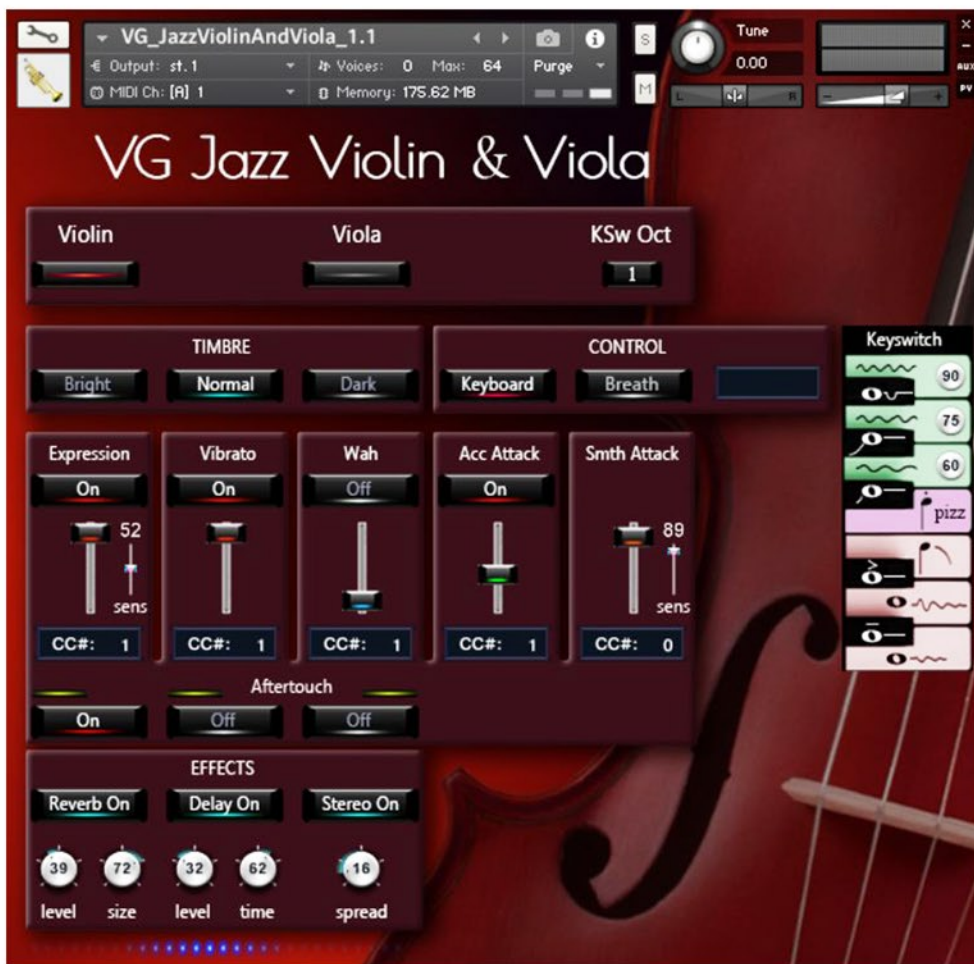 VG_JazzViolinAndViola_1.1
Output: st.1 Voices: 0 Max: 64 Purge
MIDI Ch: [A] 1 Memory: 175.62 MB
S
M
Tune
0.00
L R
- +
x
-
AUX
PV
VG Jazz Violin & Viola
Violin Viola KSw Oct
1
TIMBRE
Bright Normal Dark
CONTROL
Keyboard Breath
Keyswitch
90
75
60
pizz
Expression Vibrato Wah Acc Attack Smth Attack
On On Off On
52 89
sens sens
CC#: 1 CC#: 1 CC#: 1 CC#: 1 CC#: 0
Aftertouch
On Off Off
EFFECTS
Reverb On Delay On Stereo On
39 72 32 62 16
level size level time spread